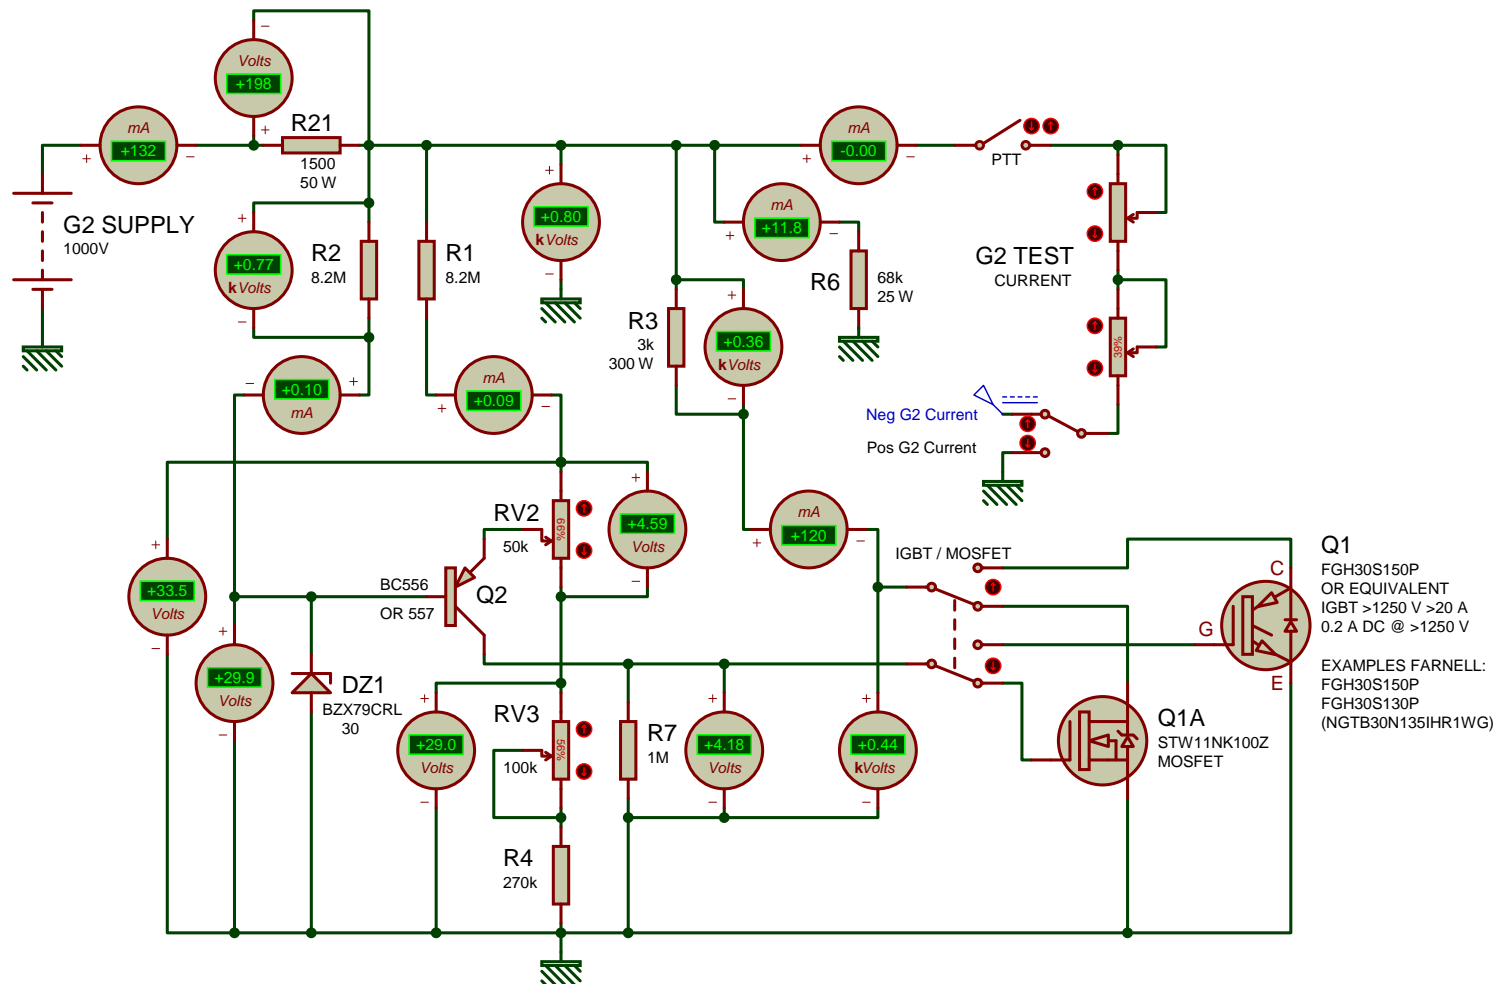 Volts
+198
mA
+132
R21
1500
50 W
mA
-0.00
PTT
G2 SUPPLY
1000V
+0.77
kVolts
R2
8.2M
R1
8.2M
+0.80
kVolts
mA
+11.8
R6
68k
25 W
G2 TEST
CURRENT
R3
3k
300 W
+0.36
kVolts
39%
+0.10
mA
mA
+0.09
Neg G2 Current
Pos G2 Current
RV2
50k
66%
+4.59
Volts
mA
+120
IGBT / MOSFET
Q1
FGH30S150P
OR EQUIVALENT
IGBT >1250 V >20 A
0.2 A DC @ >1250 V
C
G
E
EXAMPLES FARNELL:
FGH30S150P
FGH30S130P
(NGTB30N135IHR1WG)
+33.5
Volts
BC556
OR 557
Q2
+29.9
Volts
DZ1
BZX79CRL
30
+29.0
Volts
RV3
100k
56%
R7
1M
+4.18
Volts
+0.44
kVolts
Q1A
STW11NK100Z
MOSFET
R4
270k